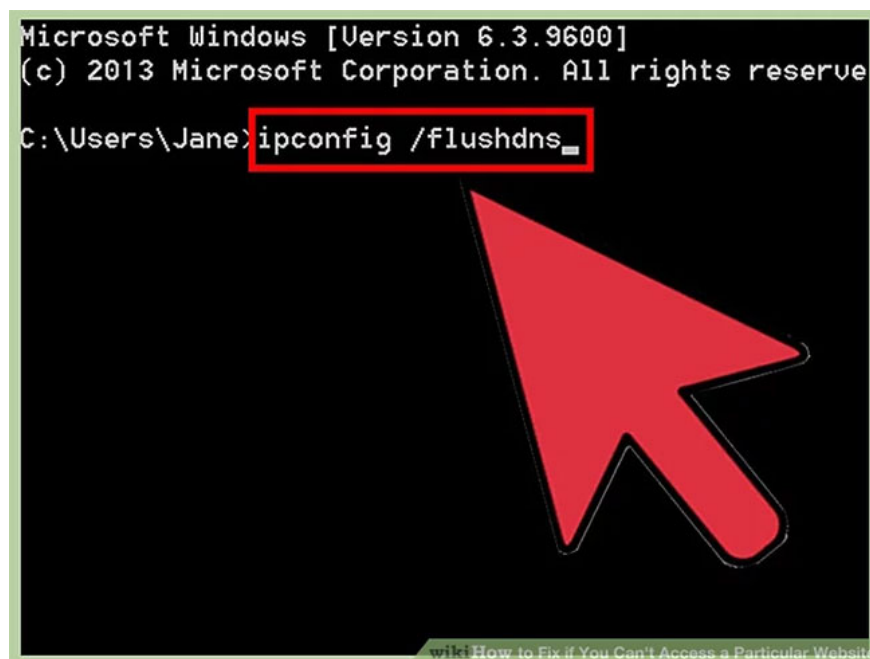 Microsoft Windows [Version 6.3.9600]
(c) 2013 Microsoft Corporation. All rights reserve
C:\Users\Jane>ipconfig /flushdns_
wikiHow to Fix if You Can't Access a Particular Website